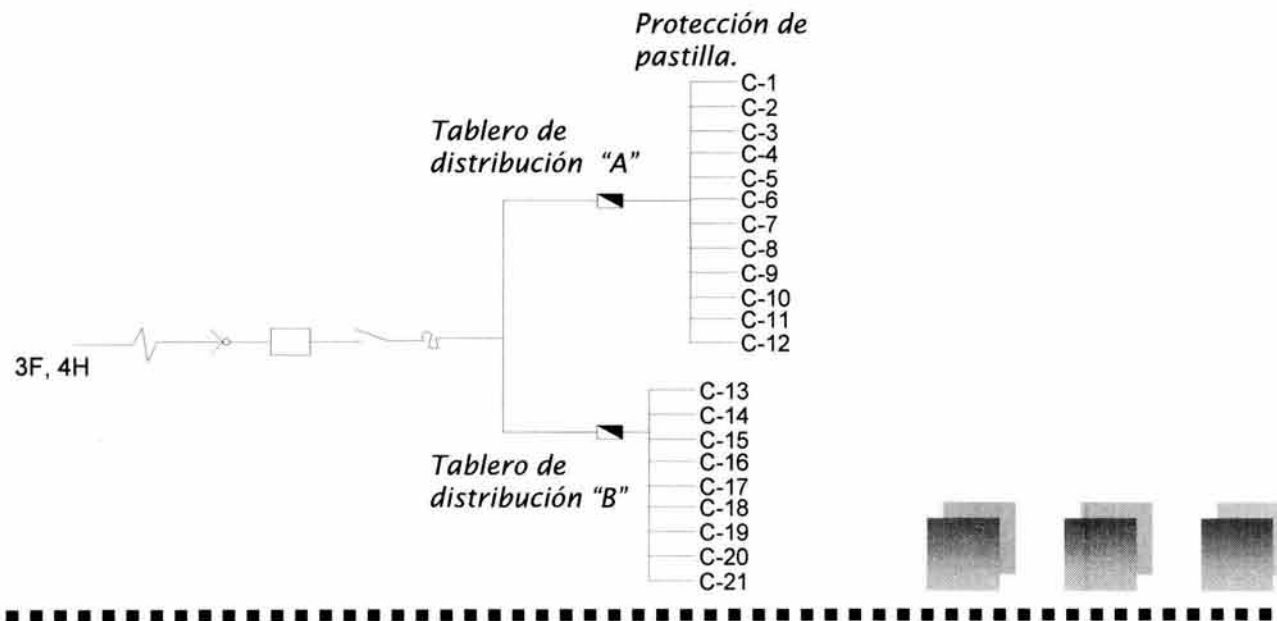 Protección de
pastilla.
C-1
C-2
C-3
C-4
C-5
C-6
C-7
C-8
C-9
C-10
C-11
C-12
Tablero de
distribución “A”
3F, 4H
C-13
C-14
C-15
C-16
C-17
C-18
C-19
C-20
C-21
Tablero de
distribución “B”